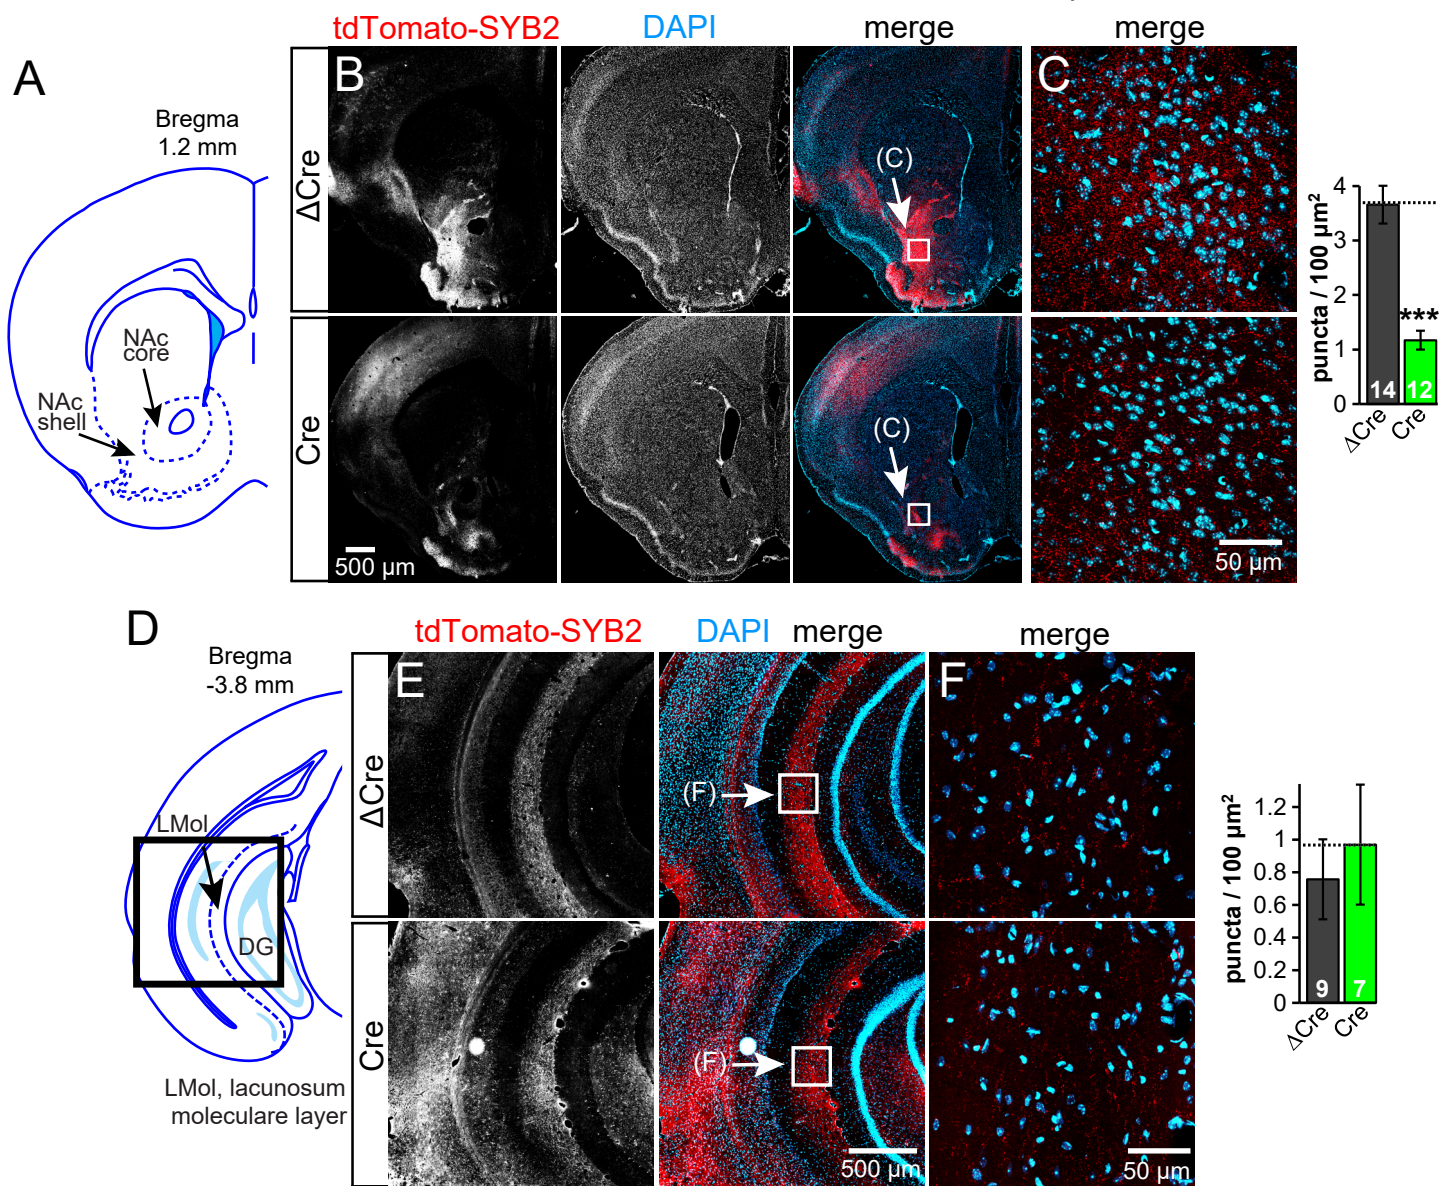 tdTomato-SYB2
DAPI
merge
merge
A
B
C
Bregma
1.2 mm
ΔCre
(C)
NAc
core
NAc
shell
Cre
(C)
500 µm
50 µm
puncta / 100 µm²
4
3
2
1
0
***
14
12
ΔCre
Cre
D
tdTomato-SYB2
DAPI merge
merge
Bregma
-3.8 mm
E
F
ΔCre
(F)
LMol
DG
Cre
(F)
LMol, lacunosum
moleculare layer
500 µm
50 µm
puncta / 100 µm²
1.2
1
0.8
0.6
0.4
0.2
0
9
7
ΔCre
Cre